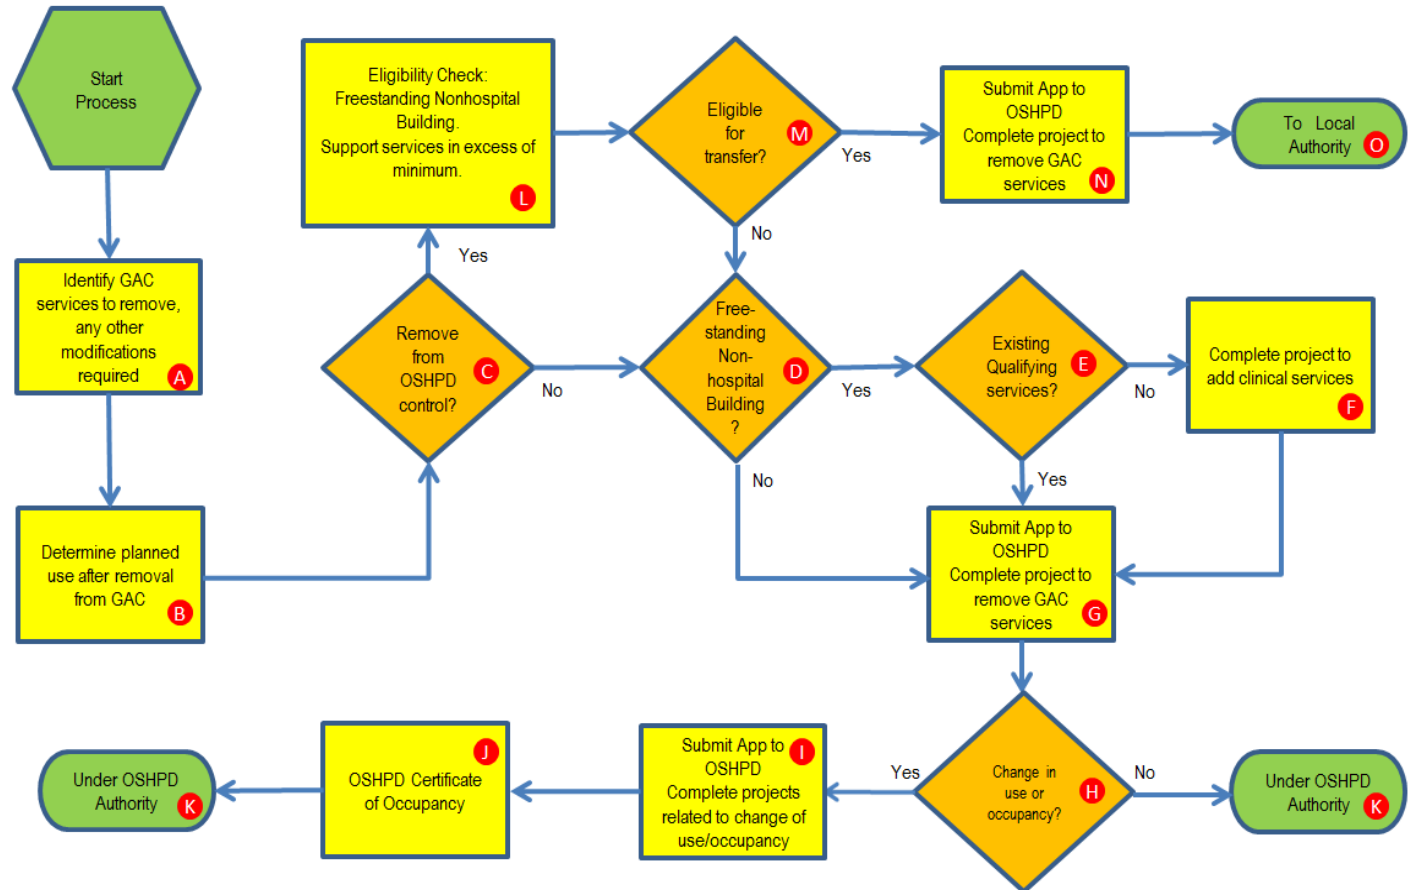 Start
Process
Identify GAC
services to remove,
any other
modifications
required
A
Determine planned
use after removal
from GAC
B
Remove
from
OSHPD
control?
C
Yes
No
Eligibility Check:
Freestanding Nonhospital
Building.
Support services in excess of
minimum.
L
Eligible
for
transfer?
M
Yes
No
Submit App to
OSHPD
Complete project to
remove GAC
services
N
To Local
Authority
O
Free-
standing
Non-
hospital
Building
?
D
Yes
No
Existing
Qualifying
services?
E
No
Yes
Complete project to
add clinical services
F
Submit App to
OSHPD
Complete project to
remove GAC
services
G
Change in
use or
occupancy?
H
Yes
No
Submit App to
OSHPD
Complete projects
related to change of
use/occupancy
I
OSHPD Certificate
of Occupancy
J
Under OSHPD
Authority
K
Under OSHPD
Authority
K